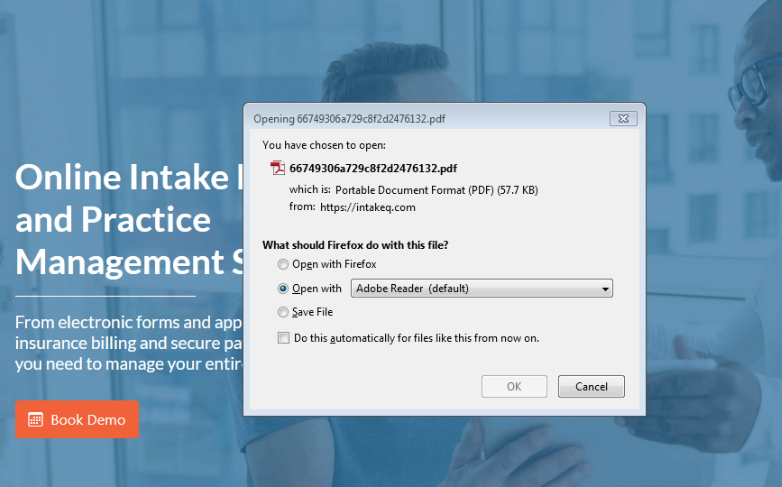 Opening 66749306a729c8f2d2476132.pdf
You have chosen to open:
66749306a729c8f2d2476132.pdf
which is: Portable Document Format (PDF) (57.7 KB)
from: https://intakeq.com
What should Firefox do with this file?
Open with Firefox
Open with Adobe Reader (default)
Save File
Do this automatically for files like this from now on.
OK Cancel
Online Intake
and Practice
Management S
From electronic forms and app
insurance billing and secure pa
you need to manage your entir
Book Demo